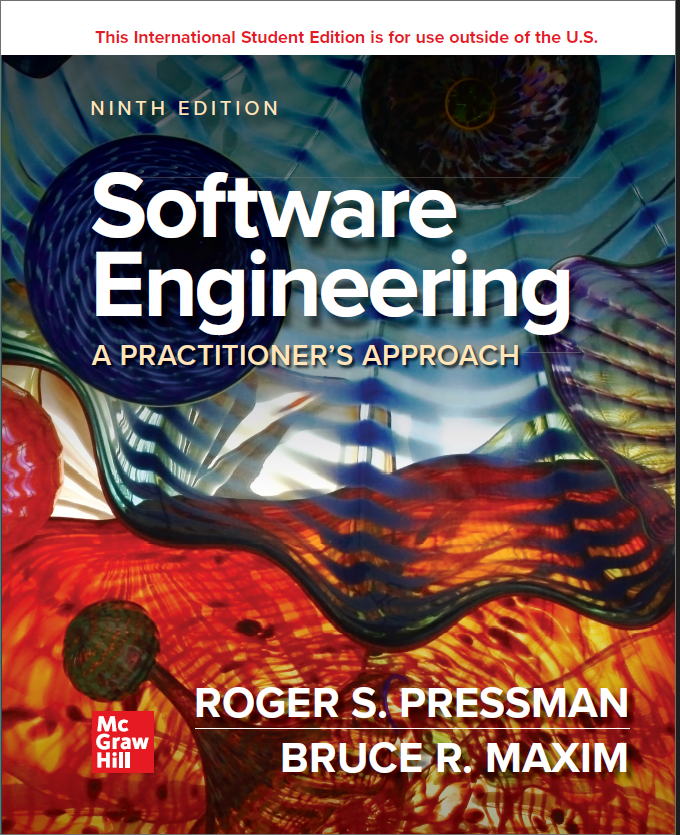 This International Student Edition is for use outside of the U.S.
NINTH EDITION
Software
Engineering
A PRACTITIONER’S APPROACH
ROGER S. PRESSMAN
BRUCE R. MAXIM
Mc
Graw
Hill